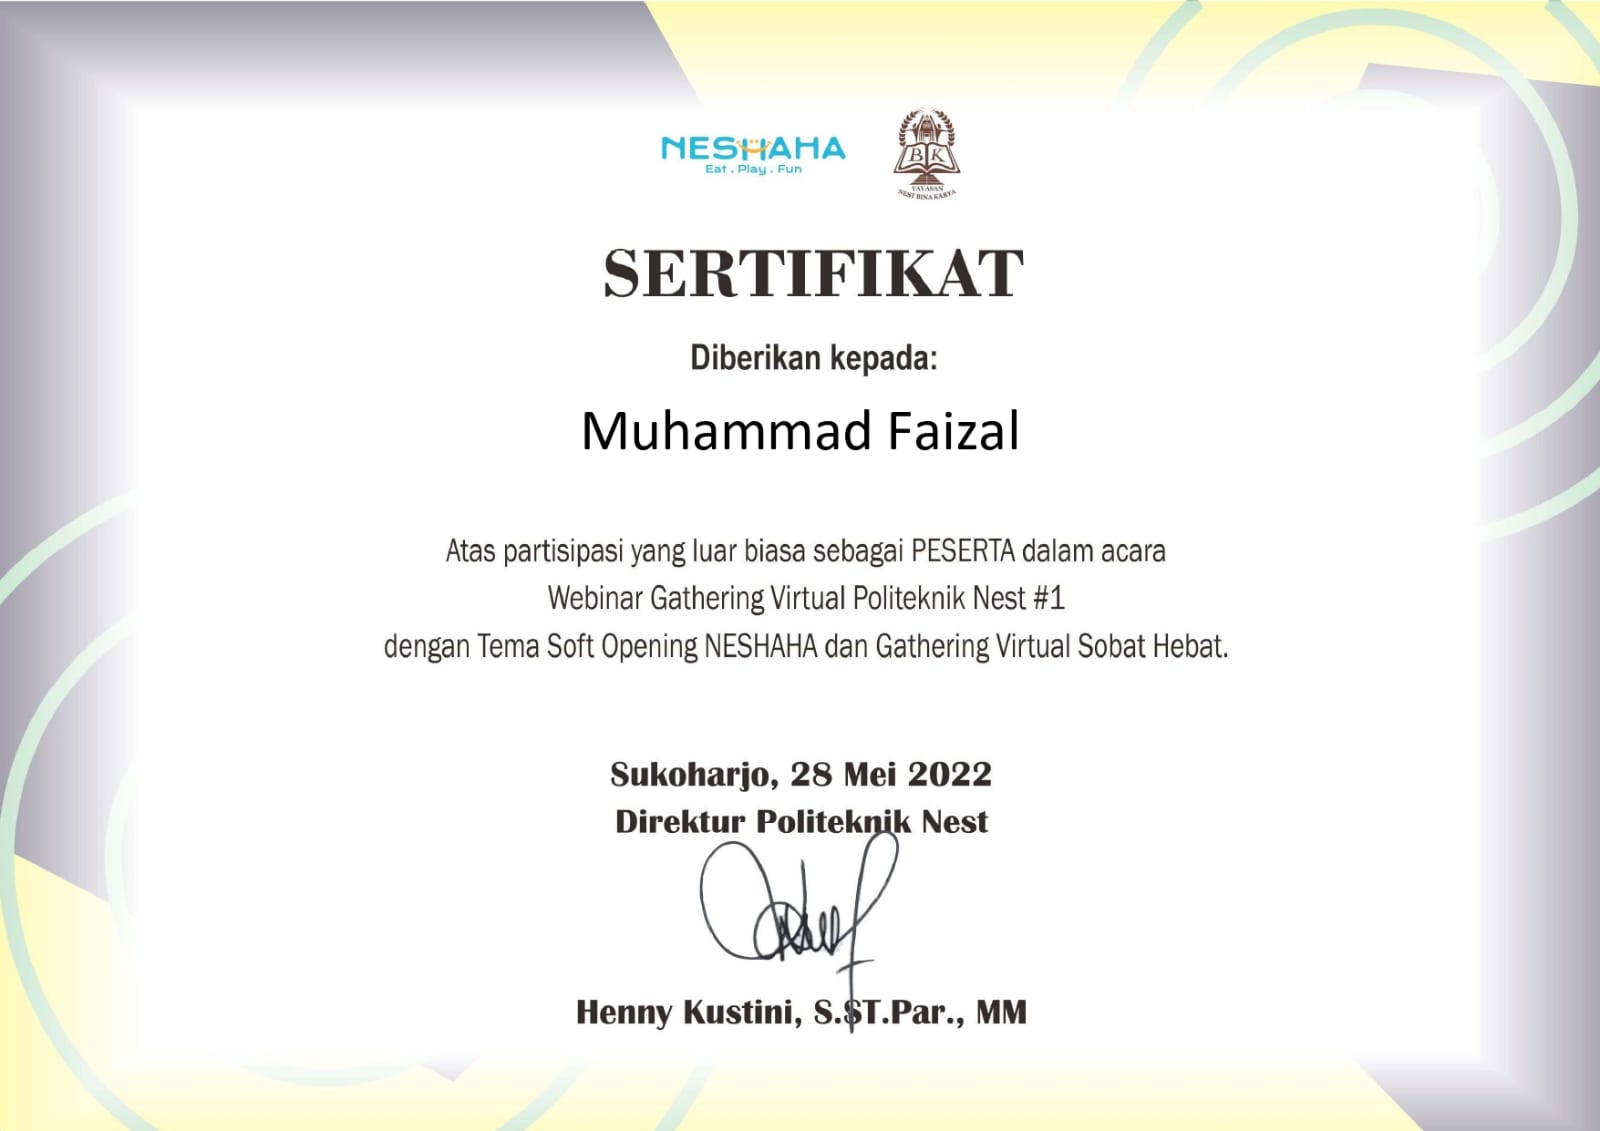 NESHAHA
Eat . Play . Fun
BK
YAYASAN
NEST BINA KARYA
SERTIFIKAT
Diberikan kepada:
Muhammad Faizal
Atas partisipasi yang luar biasa sebagai PESERTA dalam acara
Webinar Gathering Virtual Politeknik Nest #1
dengan Tema Soft Opening NESHAHA dan Gathering Virtual Sobat Hebat.
Sukoharjo, 28 Mei 2022
Direktur Politeknik Nest
Henny Kustini, S.ST.Par., MM